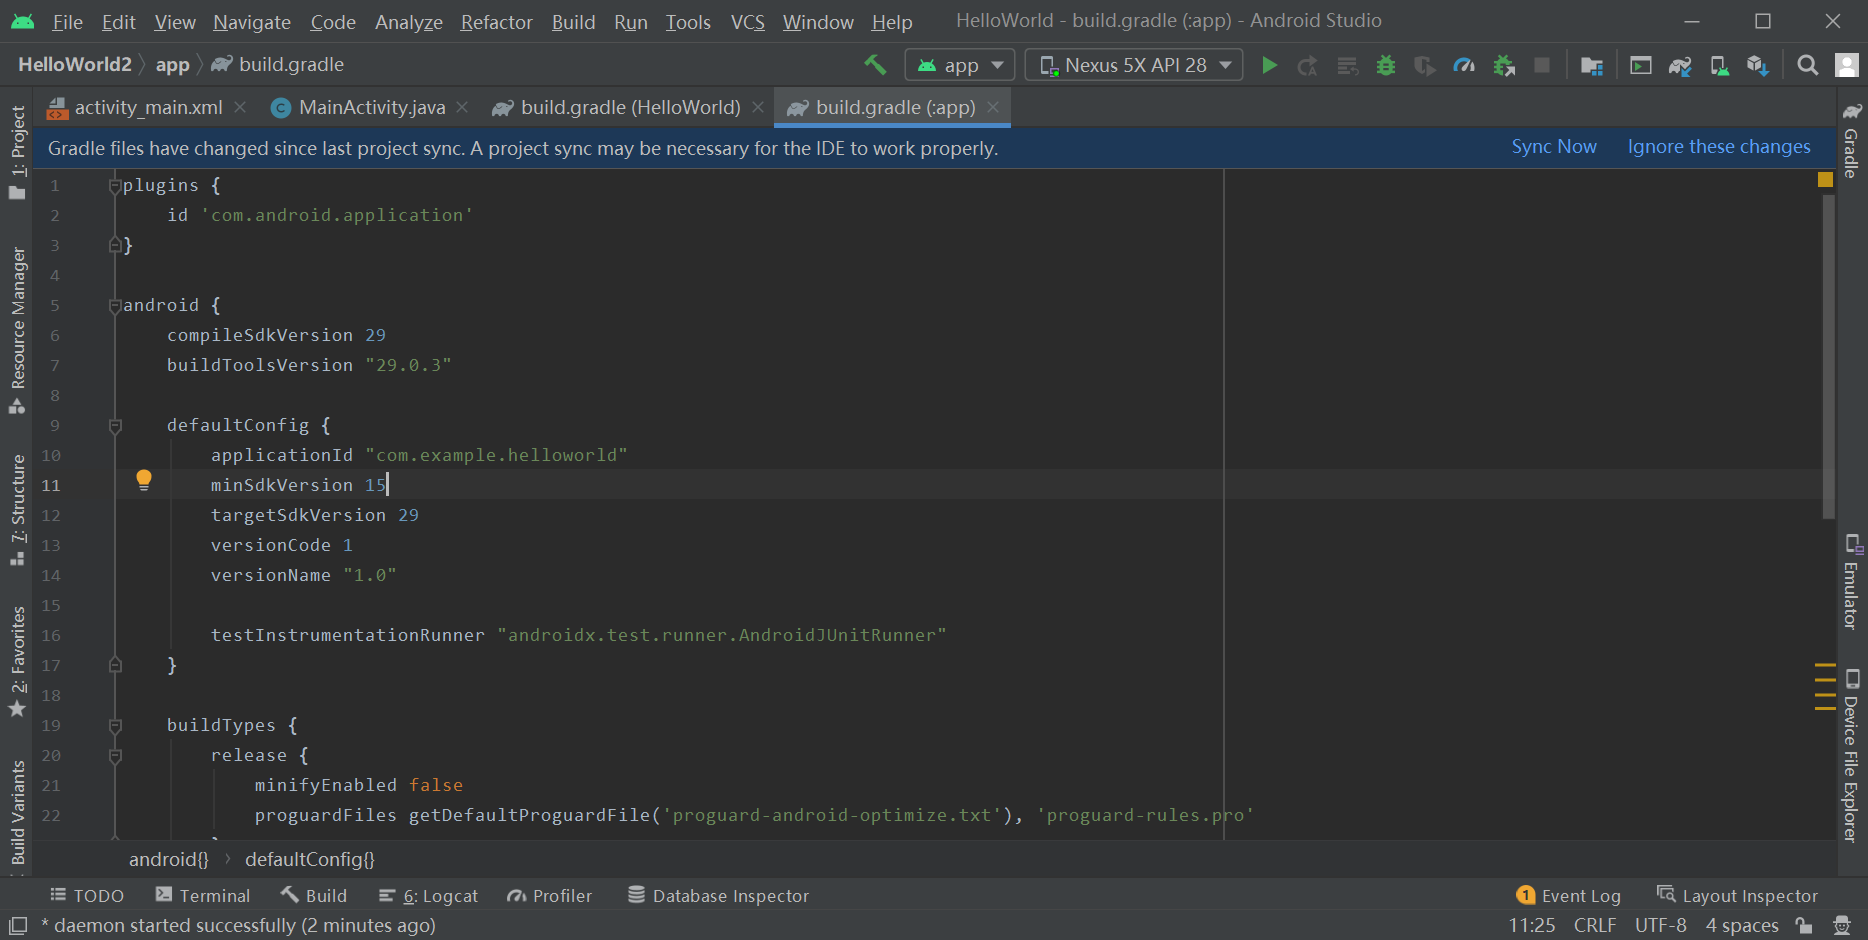 File Edit View Navigate Code Analyze Refactor Build Run Tools VCS Window Help HelloWorld - build.gradle (:app) - Android Studio
HelloWorld2 app build.gradle app Nexus 5X API 28
activity_main.xml MainActivity.java build.gradle (HelloWorld) build.gradle (:app)
Gradle files have changed since last project sync. A project sync may be necessary for the IDE to work properly. Sync Now Ignore these changes
1 plugins {
2 id 'com.android.application'
3 }
4
5 android {
6 compileSdkVersion 29
7 buildToolsVersion "29.0.3"
8
9 defaultConfig {
10 applicationId "com.example.helloworld"
11 minSdkVersion 15
12 targetSdkVersion 29
13 versionCode 1
14 versionName "1.0"
15
16 testInstrumentationRunner "androidx.test.runner.AndroidJUnitRunner"
17 }
18
19 buildTypes {
20 release {
21 minifyEnabled false
22 proguardFiles getDefaultProguardFile('proguard-android-optimize.txt'), 'proguard-rules.pro'
android{} › defaultConfig{}
1: Project
Resource Manager
7: Structure
2: Favorites
Build Variants
Gradle
Emulator
Device File Explorer
TODO Terminal Build 6: Logcat Profiler Database Inspector 1 Event Log Layout Inspector
* daemon started successfully (2 minutes ago) 11:25 CRLF UTF-8 4 spaces